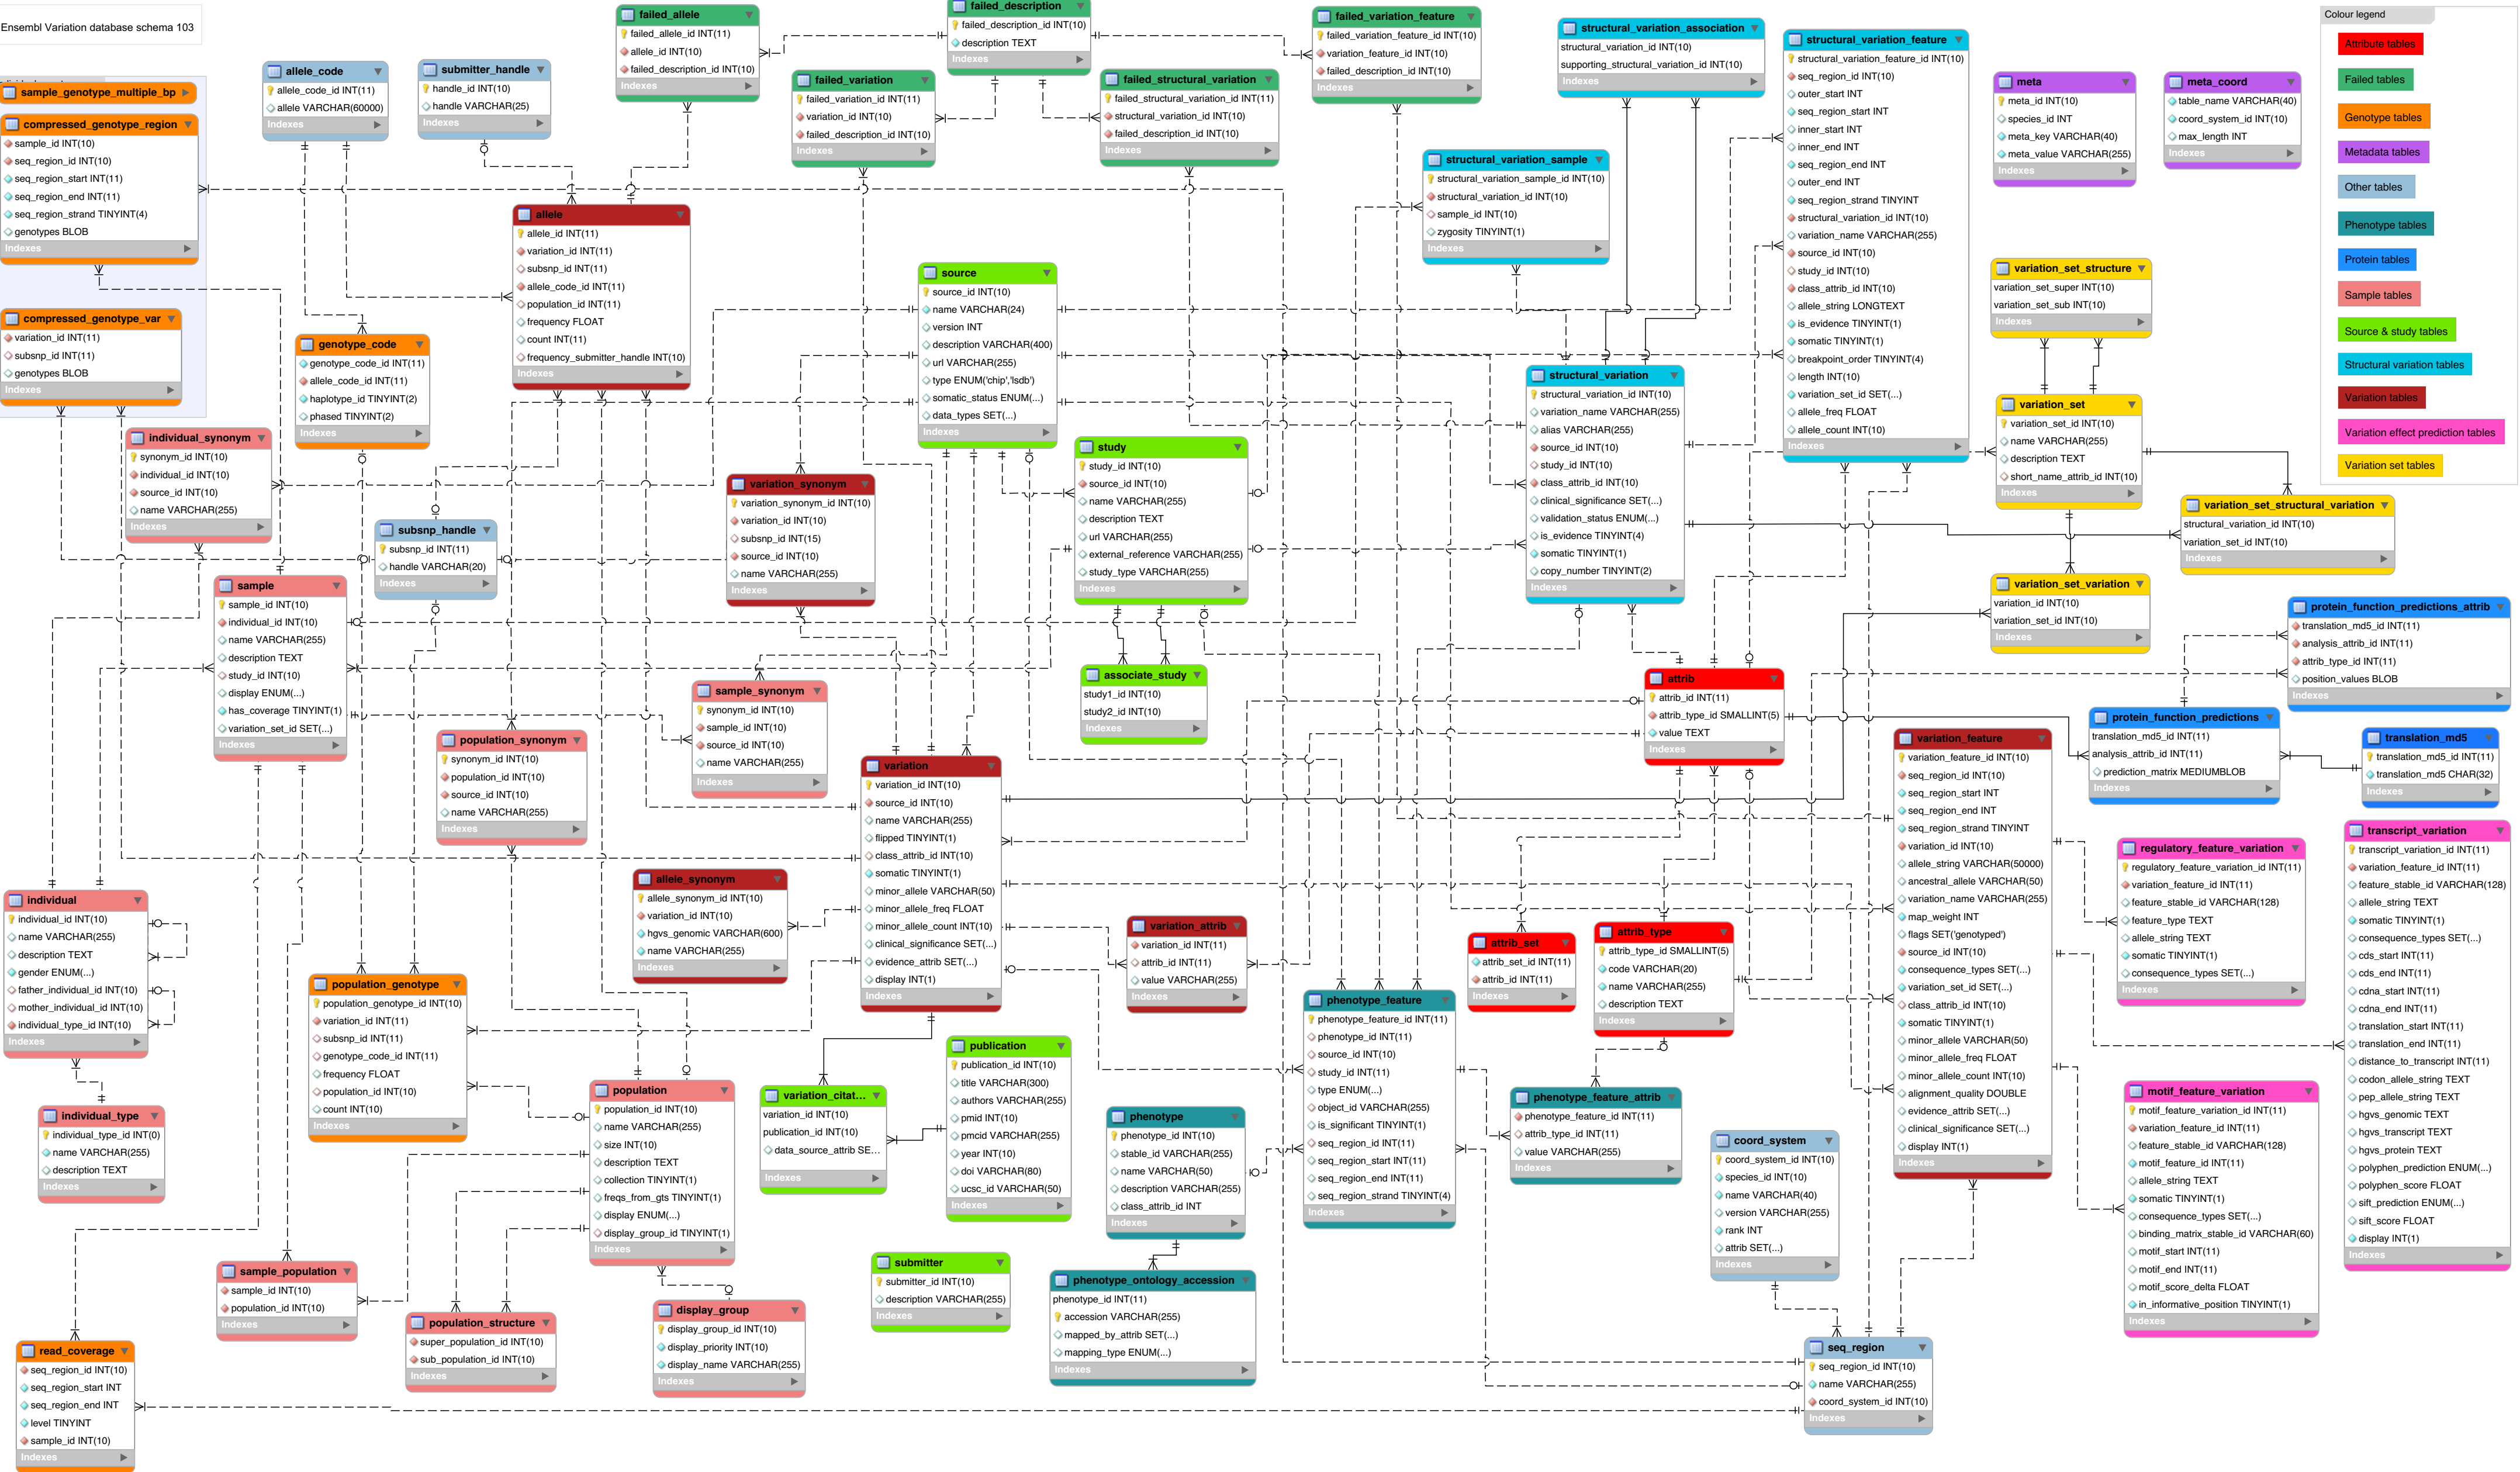 Ensembl Variation database schema 103
sample_genotype_multiple_bp
compressed_genotype_region
sample_id INT(10)
seq_region_id INT(10)
seq_region_start INT(11)
seq_region_end INT(11)
seq_region_strand TINYINT(4)
genotypes BLOB
Indexes
compressed_genotype_var
variation_id INT(11)
subsnp_id INT(11)
genotypes BLOB
Indexes
allele_code
allele_code_id INT(11)
allele VARCHAR(60000)
Indexes
submitter_handle
handle_id INT(10)
handle VARCHAR(25)
Indexes
failed_allele
failed_allele_id INT(11)
allele_id INT(10)
failed_description_id INT(10)
Indexes
failed_description
failed_description_id INT(10)
description TEXT
Indexes
failed_variation
failed_variation_id INT(11)
variation_id INT(10)
failed_description_id INT(10)
Indexes
failed_structural_variation
failed_structural_variation_id INT(11)
structural_variation_id INT(10)
failed_description_id INT(10)
Indexes
failed_variation_feature
failed_variation_feature_id INT(10)
variation_feature_id INT(10)
failed_description_id INT(10)
Indexes
structural_variation_association
structural_variation_id INT(10)
supporting_structural_variation_id INT(10)
Indexes
structural_variation_sample
structural_variation_sample_id INT(10)
structural_variation_id INT(10)
sample_id INT(10)
zygosity TINYINT(1)
Indexes
structural_variation_feature
structural_variation_feature_id INT(10)
seq_region_id INT(10)
outer_start INT
seq_region_start INT
inner_start INT
inner_end INT
seq_region_end INT
outer_end INT
seq_region_strand TINYINT
structural_variation_id INT(10)
variation_name VARCHAR(255)
source_id INT(10)
study_id INT(10)
class_attrib_id INT(10)
allele_string LONGTEXT
is_evidence TINYINT(1)
somatic TINYINT(1)
breakpoint_order TINYINT(4)
length INT(10)
variation_set_id SET(...)
allele_freq FLOAT
allele_count INT(10)
Indexes
meta
meta_id INT(10)
species_id INT
meta_key VARCHAR(40)
meta_value VARCHAR(255)
Indexes
meta_coord
table_name VARCHAR(40)
coord_system_id INT(10)
max_length INT
Indexes
Colour legend
Attribute tables
Failed tables
Genotype tables
Metadata tables
Other tables
Phenotype tables
Protein tables
Sample tables
Source & study tables
Structural variation tables
Variation tables
Variation effect prediction tables
Variation set tables
allele
allele_id INT(11)
variation_id INT(11)
subsnp_id INT(11)
allele_code_id INT(11)
population_id INT(11)
frequency FLOAT
count INT(11)
frequency_submitter_handle INT(10)
Indexes
genotype_code
genotype_code_id INT(11)
allele_code_id INT(11)
haplotype_id TINYINT(2)
phased TINYINT(2)
Indexes
source
source_id INT(10)
name VARCHAR(24)
version INT
description VARCHAR(400)
url VARCHAR(255)
type ENUM('chip','lsdb')
somatic_status ENUM(...)
data_types SET(...)
Indexes
study
study_id INT(10)
source_id INT(10)
name VARCHAR(255)
description TEXT
url VARCHAR(255)
external_reference VARCHAR(255)
study_type VARCHAR(255)
Indexes
structural_variation
structural_variation_id INT(10)
variation_name VARCHAR(255)
alias VARCHAR(255)
source_id INT(10)
study_id INT(10)
class_attrib_id INT(10)
clinical_significance SET(...)
validation_status ENUM(...)
is_evidence TINYINT(4)
somatic TINYINT(1)
copy_number TINYINT(2)
Indexes
variation_set_structure
variation_set_super INT(10)
variation_set_sub INT(10)
Indexes
variation_set
variation_set_id INT(10)
name VARCHAR(255)
description TEXT
short_name_attrib_id INT(10)
Indexes
variation_set_structural_variation
structural_variation_id INT(10)
variation_set_id INT(10)
Indexes
variation_set_variation
variation_id INT(10)
variation_set_id INT(10)
Indexes
individual_synonym
synonym_id INT(10)
individual_id INT(10)
source_id INT(10)
name VARCHAR(255)
Indexes
subsnp_handle
subsnp_id INT(11)
handle VARCHAR(20)
Indexes
variation_synonym
variation_synonym_id INT(10)
variation_id INT(10)
subsnp_id INT(15)
source_id INT(10)
name VARCHAR(255)
Indexes
sample
sample_id INT(10)
individual_id INT(10)
name VARCHAR(255)
description TEXT
study_id INT(10)
display ENUM(...)
has_coverage TINYINT(1)
variation_set_id SET(...)
Indexes
associate_study
study1_id INT(10)
study2_id INT(10)
Indexes
sample_synonym
synonym_id INT(10)
sample_id INT(10)
source_id INT(10)
name VARCHAR(255)
Indexes
population_synonym
synonym_id INT(10)
population_id INT(10)
source_id INT(10)
name VARCHAR(255)
Indexes
attrib
attrib_id INT(11)
attrib_type_id SMALLINT(5)
value TEXT
Indexes
protein_function_predictions_attrib
translation_md5_id INT(11)
analysis_attrib_id INT(11)
attrib_type_id INT(11)
position_values BLOB
Indexes
protein_function_predictions
translation_md5_id INT(11)
analysis_attrib_id INT(11)
prediction_matrix MEDIUMBLOB
Indexes
translation_md5
translation_md5_id INT(11)
translation_md5 CHAR(32)
Indexes
variation
variation_id INT(10)
source_id INT(10)
name VARCHAR(255)
flipped TINYINT(1)
class_attrib_id INT(10)
somatic TINYINT(1)
minor_allele VARCHAR(50)
minor_allele_freq FLOAT
minor_allele_count INT(10)
clinical_significance SET(...)
evidence_attrib SET(...)
display INT(1)
Indexes
variation_feature
variation_feature_id INT(10)
seq_region_id INT(10)
seq_region_start INT
seq_region_end INT
seq_region_strand TINYINT
variation_id INT(10)
allele_string VARCHAR(50000)
ancestral_allele VARCHAR(50)
variation_name VARCHAR(255)
map_weight INT
flags SET('genotyped')
source_id INT(10)
consequence_types SET(...)
variation_set_id SET(...)
class_attrib_id INT(10)
somatic TINYINT(1)
minor_allele VARCHAR(50)
minor_allele_freq FLOAT
minor_allele_count INT(10)
alignment_quality DOUBLE
evidence_attrib SET(...)
clinical_significance SET(...)
display INT(1)
Indexes
regulatory_feature_variation
regulatory_feature_variation_id INT(11)
variation_feature_id INT(11)
feature_stable_id VARCHAR(128)
feature_type TEXT
allele_string TEXT
somatic TINYINT(1)
consequence_types SET(...)
Indexes
transcript_variation
transcript_variation_id INT(11)
variation_feature_id INT(11)
feature_stable_id VARCHAR(128)
allele_string TEXT
somatic TINYINT(1)
consequence_types SET(...)
cds_start INT(11)
cds_end INT(11)
cdna_start INT(11)
cdna_end INT(11)
translation_start INT(11)
translation_end INT(11)
distance_to_transcript INT(11)
codon_allele_string TEXT
pep_allele_string TEXT
hgvs_genomic TEXT
hgvs_transcript TEXT
hgvs_protein TEXT
polyphen_prediction ENUM(...)
polyphen_score FLOAT
sift_prediction ENUM(...)
sift_score FLOAT
display INT(1)
Indexes
individual
individual_id INT(10)
name VARCHAR(255)
description TEXT
gender ENUM(...)
father_individual_id INT(10)
mother_individual_id INT(10)
individual_type_id INT(10)
Indexes
allele_synonym
allele_synonym_id INT(10)
variation_id INT(10)
hgvs_genomic VARCHAR(600)
name VARCHAR(255)
Indexes
variation_attrib
variation_id INT(11)
attrib_id INT(11)
value VARCHAR(255)
Indexes
attrib_set
attrib_set_id INT(11)
attrib_id INT(11)
Indexes
attrib_type
attrib_type_id SMALLINT(5)
code VARCHAR(20)
name VARCHAR(255)
description TEXT
Indexes
population_genotype
population_genotype_id INT(10)
variation_id INT(11)
subsnp_id INT(11)
genotype_code_id INT(11)
frequency FLOAT
population_id INT(10)
count INT(10)
Indexes
phenotype_feature
phenotype_feature_id INT(11)
phenotype_id INT(11)
source_id INT(10)
study_id INT(11)
type ENUM(...)
object_id VARCHAR(255)
is_significant TINYINT(1)
seq_region_id INT(11)
seq_region_start INT(11)
seq_region_end INT(11)
seq_region_strand TINYINT(4)
Indexes
publication
publication_id INT(10)
title VARCHAR(300)
authors VARCHAR(255)
pmid INT(10)
pmcid VARCHAR(255)
year INT(10)
doi VARCHAR(80)
ucsc_id VARCHAR(50)
Indexes
variation_citat...
variation_id INT(10)
publication_id INT(10)
data_source_attrib SE...
Indexes
population
population_id INT(10)
name VARCHAR(255)
size INT(10)
description TEXT
collection TINYINT(1)
freqs_from_gts TINYINT(1)
display ENUM(...)
display_group_id TINYINT(1)
Indexes
phenotype
phenotype_id INT(10)
stable_id VARCHAR(255)
name VARCHAR(50)
description VARCHAR(255)
class_attrib_id INT
Indexes
phenotype_feature_attrib
phenotype_feature_id INT(11)
attrib_type_id INT(11)
value VARCHAR(255)
Indexes
motif_feature_variation
motif_feature_variation_id INT(11)
variation_feature_id INT(11)
feature_stable_id VARCHAR(128)
motif_feature_id INT(11)
allele_string TEXT
somatic TINYINT(1)
consequence_types SET(...)
binding_matrix_stable_id VARCHAR(60)
motif_start INT(11)
motif_end INT(11)
motif_score_delta FLOAT
in_informative_position TINYINT(1)
Indexes
individual_type
individual_type_id INT(0)
name VARCHAR(255)
description TEXT
Indexes
coord_system
coord_system_id INT(10)
species_id INT(10)
name VARCHAR(40)
version VARCHAR(255)
rank INT
attrib SET(...)
Indexes
submitter
submitter_id INT(10)
description VARCHAR(255)
Indexes
phenotype_ontology_accession
phenotype_id INT(11)
accession VARCHAR(255)
mapped_by_attrib SET(...)
mapping_type ENUM(...)
Indexes
sample_population
sample_id INT(10)
population_id INT(10)
Indexes
population_structure
super_population_id INT(10)
sub_population_id INT(10)
Indexes
display_group
display_group_id INT(10)
display_priority INT(10)
display_name VARCHAR(255)
Indexes
read_coverage
seq_region_id INT(10)
seq_region_start INT
seq_region_end INT
level TINYINT
sample_id INT(10)
Indexes
seq_region
seq_region_id INT(10)
name VARCHAR(255)
coord_system_id INT(10)
Indexes